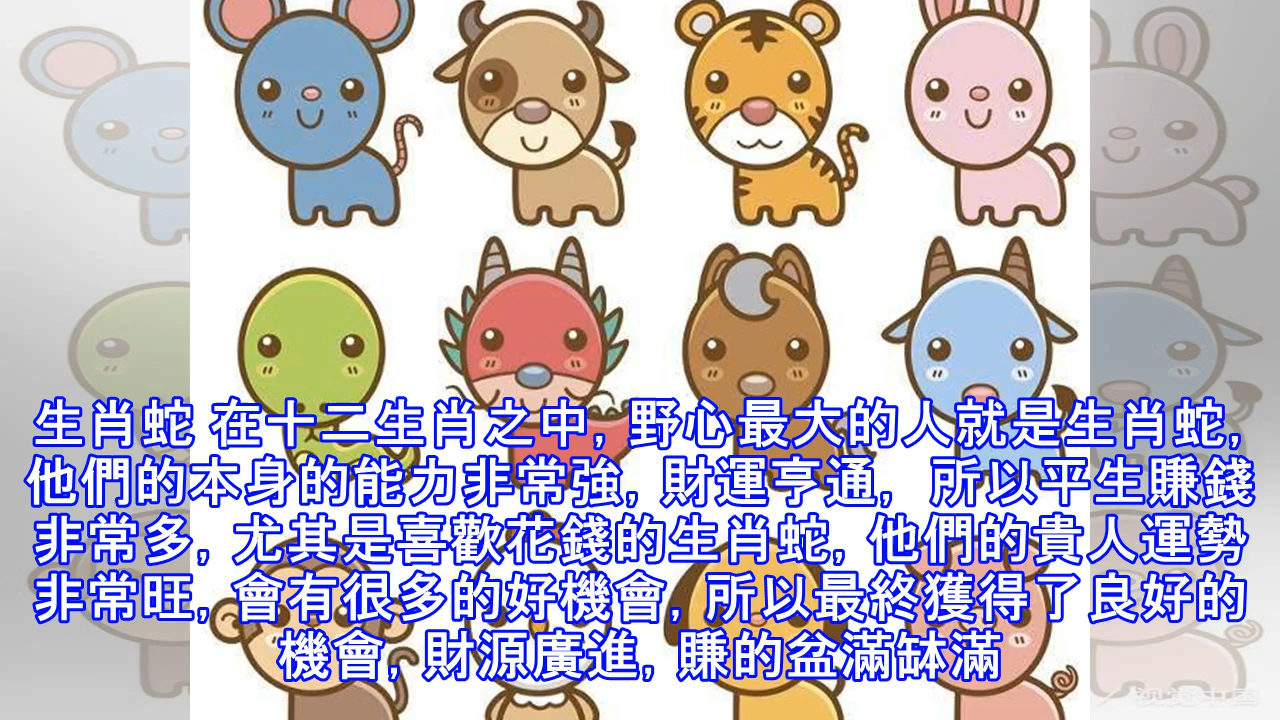 生肖蛇 在十二生肖之中, 野心最大的人就是生肖蛇,
他們的本身的能力非常強, 財運亨通, 所以平生賺錢
非常多, 尤其是喜歡花錢的生肖蛇, 他們的貴人運勢
非常旺, 會有很多的好機會, 所以最終獲得了良好的
機會, 財源廣進, 賺的盆滿缽滿